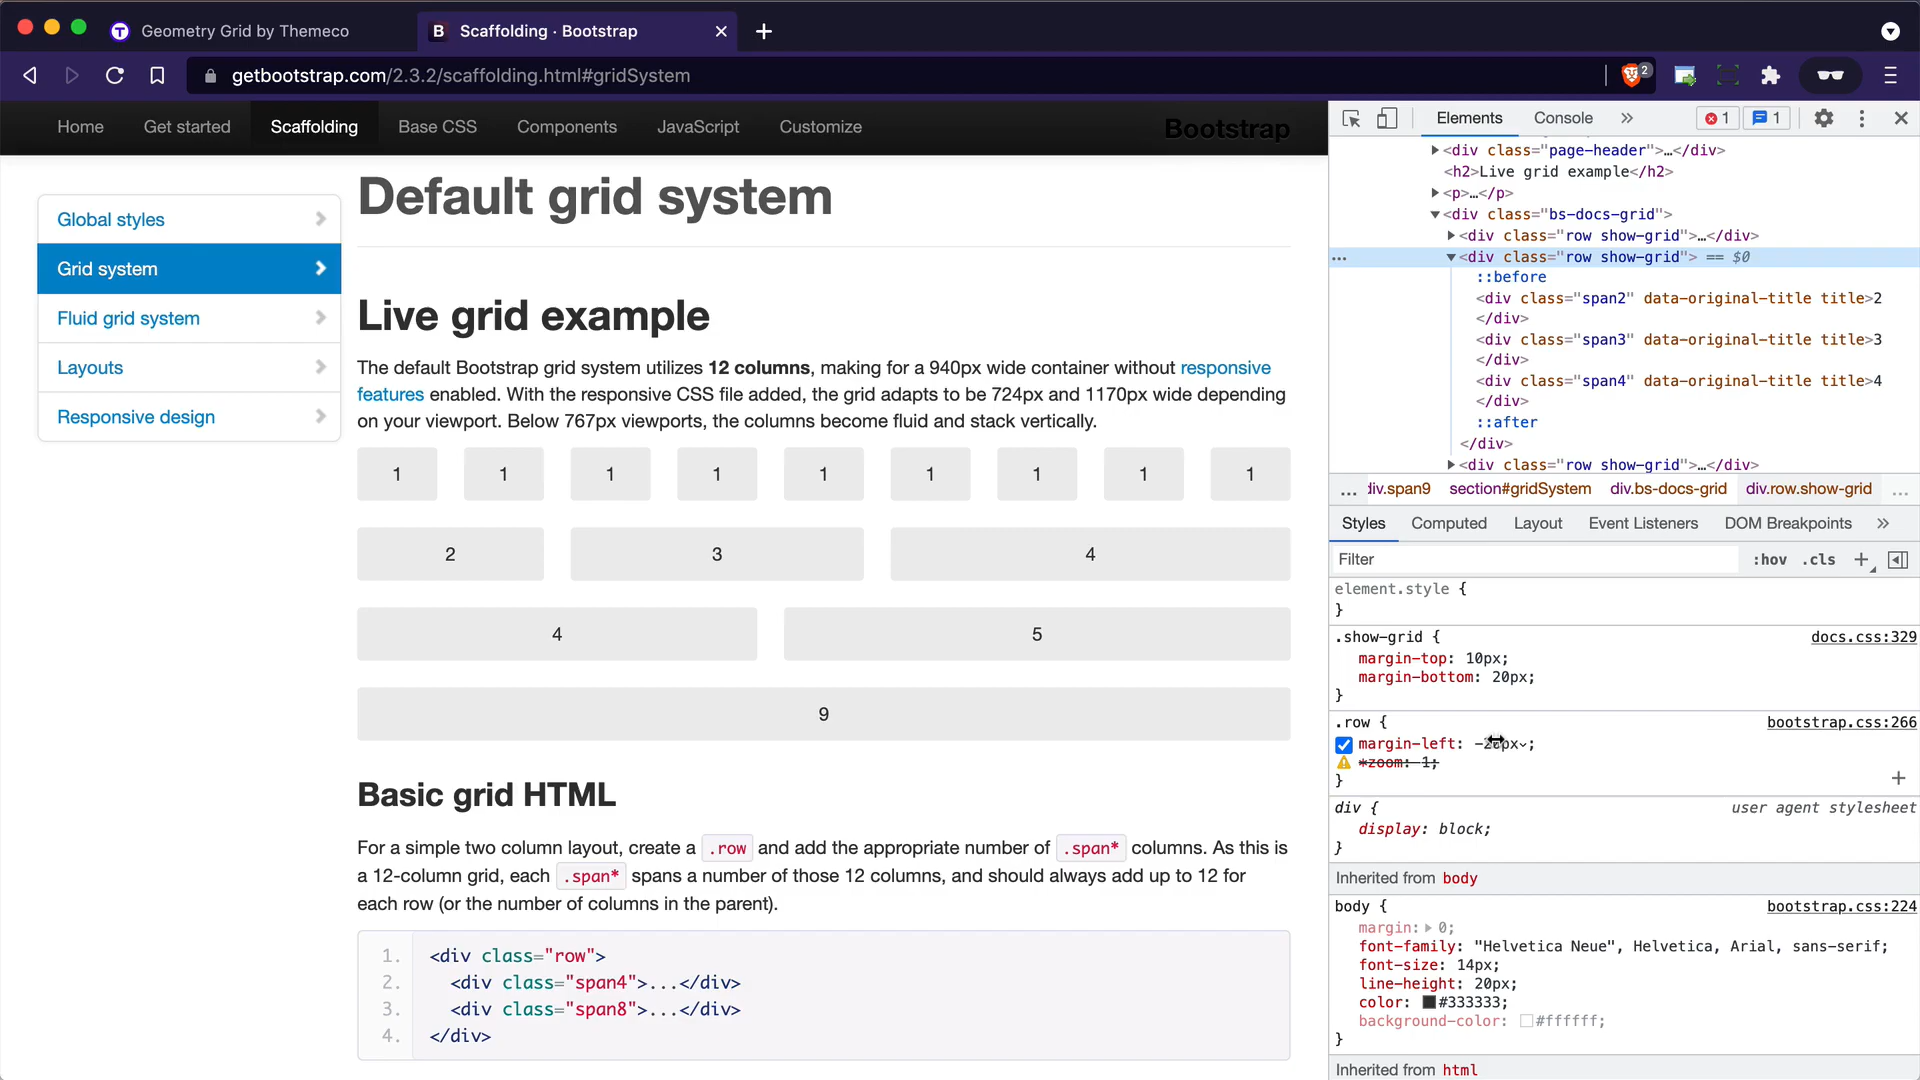 Geometry Grid by Themeco
B Scaffolding · Bootstrap
getbootstrap.com/2.3.2/scaffolding.html#gridSystem
2
Home Get started Scaffolding Base CSS Components JavaScript Customize Bootstrap
Global styles
Grid system
Fluid grid system
Layouts
Responsive design
Default grid system
Live grid example
The default Bootstrap grid system utilizes 12 columns, making for a 940px wide container without responsive
features enabled. With the responsive CSS file added, the grid adapts to be 724px and 1170px wide depending
on your viewport. Below 767px viewports, the columns become fluid and stack vertically.
1 1 1 1 1 1 1 1 1
2 3 4
4 5
9
Basic grid HTML
For a simple two column layout, create a .row and add the appropriate number of .span* columns. As this is
a 12-column grid, each .span* spans a number of those 12 columns, and should always add up to 12 for
each row (or the number of columns in the parent).
1. <div class="row">
2. <div class="span4">...</div>
3. <div class="span8">...</div>
4. </div>
Elements Console » 1 1
<div class="page-header">…</div>
<h2>Live grid example</h2>
<p>…</p>
<div class="bs-docs-grid">
<div class="row show-grid">…</div>
<div class="row show-grid"> == $0
::before
<div class="span2" data-original-title title>2
</div>
<div class="span3" data-original-title title>3
</div>
<div class="span4" data-original-title title>4
</div>
::after
</div>
<div class="row show-grid">…</div>
… div.span9 section#gridSystem div.bs-docs-grid div.row.show-grid …
Styles Computed Layout Event Listeners DOM Breakpoints »
Filter :hov .cls +
element.style {
}
.show-grid { docs.css:329
margin-top: 10px;
margin-bottom: 20px;
}
.row { bootstrap.css:266
margin-left: px;
*zoom: 1;
}
div { user agent stylesheet
display: block;
}
Inherited from body
body { bootstrap.css:224
margin: 0;
font-family: "Helvetica Neue", Helvetica, Arial, sans-serif;
font-size: 14px;
line-height: 20px;
color: #333333;
background-color: #ffffff;
}
Inherited from html